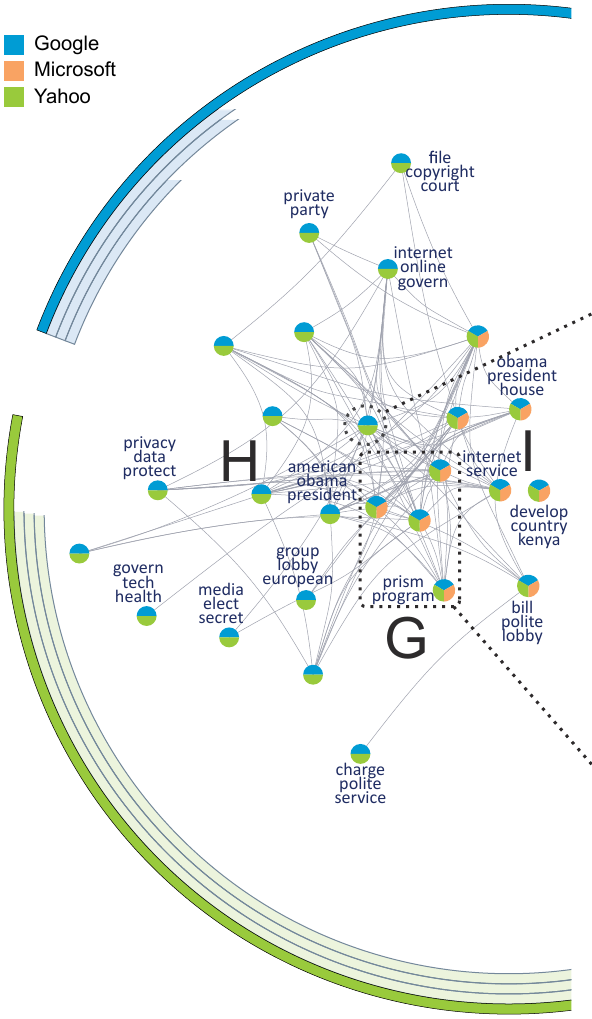 Google
Microsoft
Yahoo
file
copyright
court
private
party
internet
online
govern
obama
president
house
privacy
data
protect
H
american
obama
president
internet
service
I
develop
country
kenya
govern
tech
health
media
elect
secret
group
lobby
european
prism
program
G
bill
polite
lobby
charge
polite
service